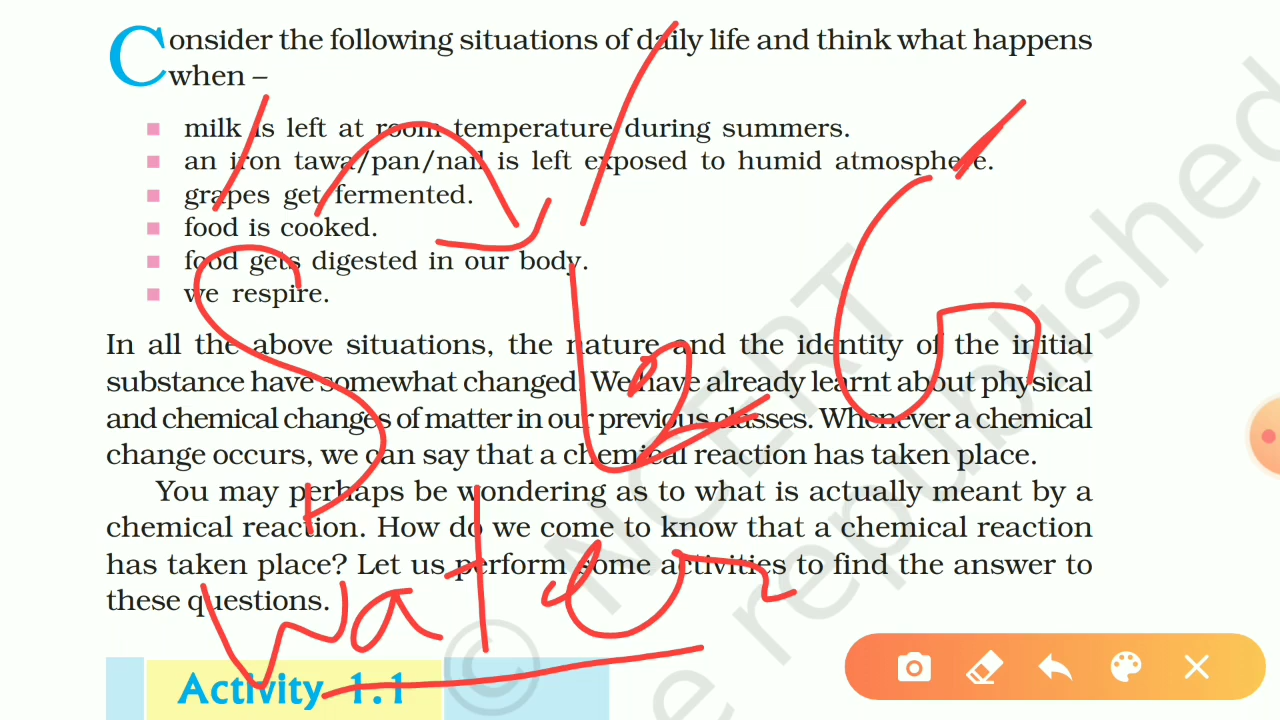 Consider the following situations of daily life and think what happens
when –
milk is left at room temperature during summers.
an iron tawa/pan/nail is left exposed to humid atmosphere.
grapes get fermented.
food is cooked.
food gets digested in our body.
we respire.
In all the above situations, the nature and the identity of the initial
substance have somewhat changed. We have already learnt about physical
and chemical changes of matter in our previous classes. Whenever a chemical
change occurs, we can say that a chemical reaction has taken place.
You may perhaps be wondering as to what is actually meant by a
chemical reaction. How do we come to know that a chemical reaction
has taken place? Let us perform some activities to find the answer to
these questions.
water
Activity 1.1
© NCERT
be republished